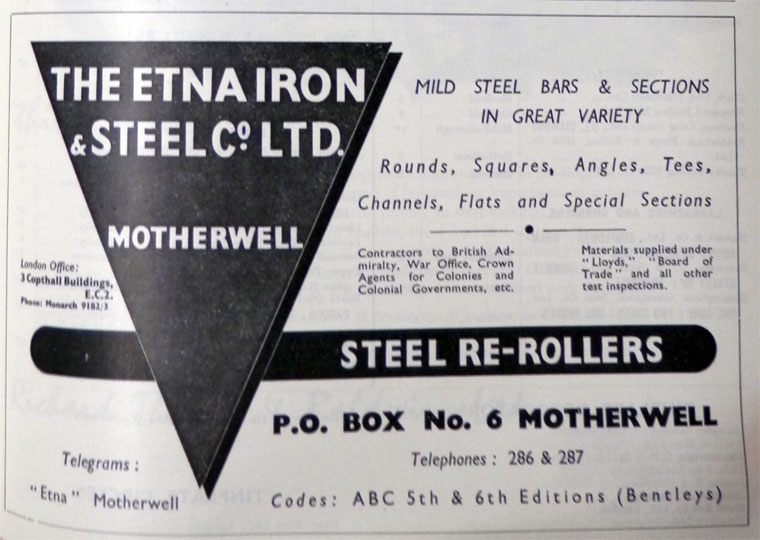 THE ETNA IRON
& STEEL Cº. LTD.
MOTHERWELL
London Office:
3 Copthall Buildings,
E.C.2.
Phone: Monarch 9182/3
MILD STEEL BARS & SECTIONS
IN GREAT VARIETY
Rounds, Squares, Angles, Tees,
Channels, Flats and Special Sections
Contractors to British Ad-
miralty, War Office, Crown
Agents for Colonies and
Colonial Governments, etc.
Materials supplied under
"Lloyds," "Board of
Trade" and all other
test inspections.
STEEL RE-ROLLERS
P.O. BOX No. 6 MOTHERWELL
Telegrams:
"Etna" Motherwell
Telephones: 286 & 287
Codes: ABC 5th & 6th Editions (Bentleys)